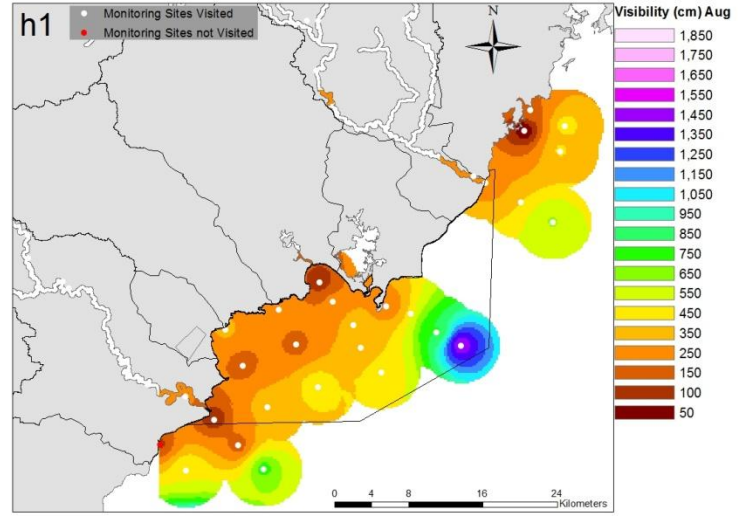 h1
Monitoring Sites Visited
Monitoring Sites not Visited
N
Visibility (cm) Aug
1,850
1,750
1,650
1,550
1,450
1,350
1,250
1,150
1,050
950
850
750
650
550
450
350
250
150
100
50
0 4 8 16 24
Kilometers